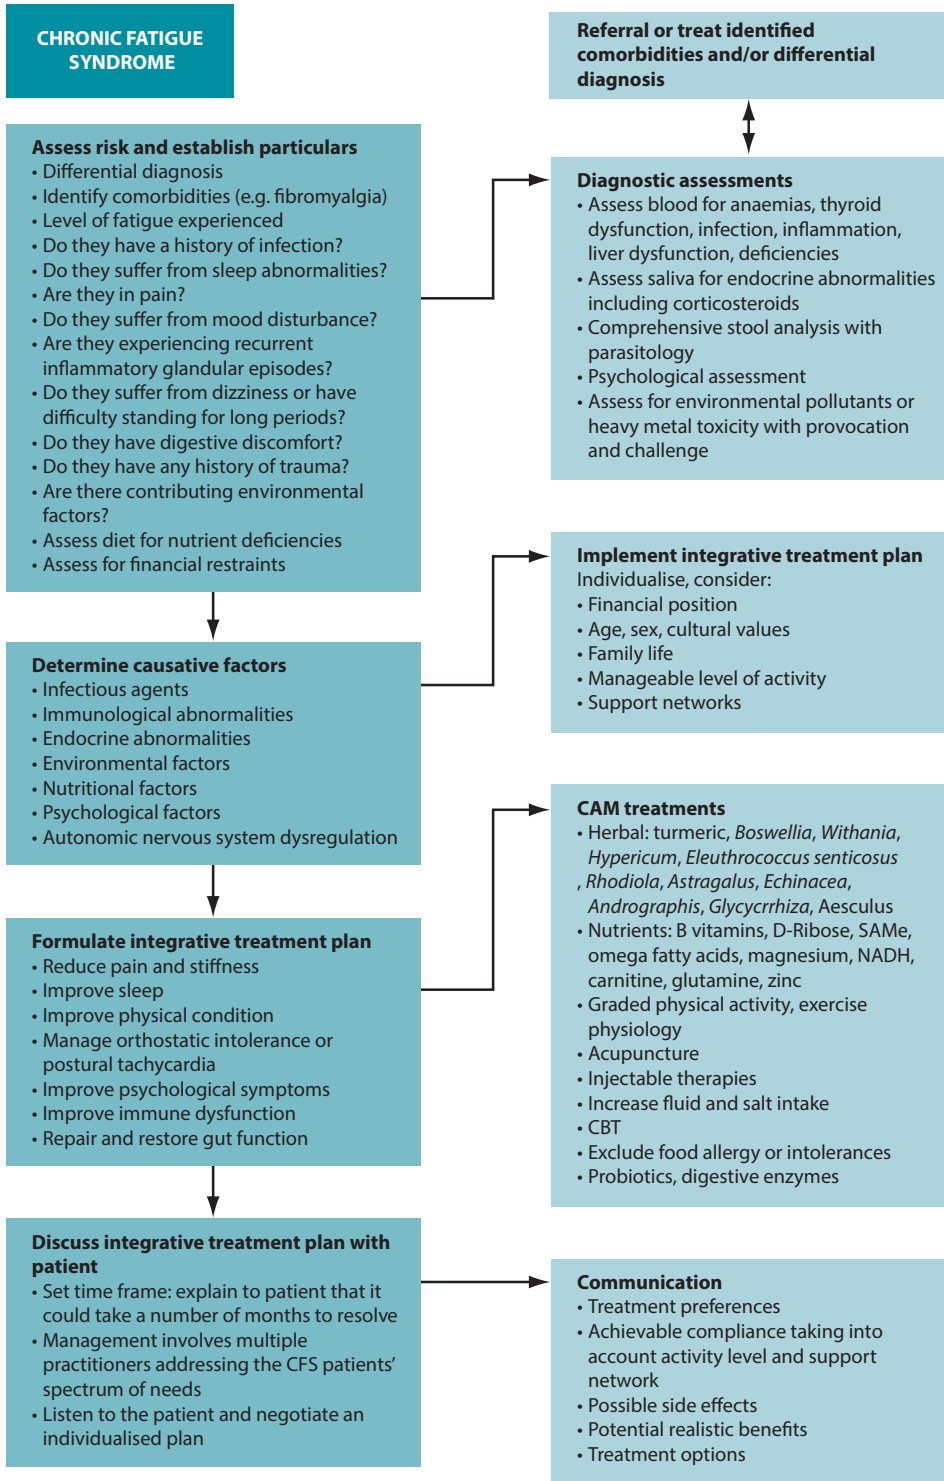 CHRONIC FATIGUE
SYNDROME
Referral or treat identified
comorbidities and/or differential
diagnosis
Assess risk and establish particulars
• Differential diagnosis
• Identify comorbidities (e.g. fibromyalgia)
• Level of fatigue experienced
• Do they have a history of infection?
• Do they suffer from sleep abnormalities?
• Are they in pain?
• Do they suffer from mood disturbance?
• Are they experiencing recurrent
inflammatory glandular episodes?
• Do they suffer from dizziness or have
difficulty standing for long periods?
• Do they have digestive discomfort?
• Do they have any history of trauma?
• Are there contributing environmental
factors?
• Assess diet for nutrient deficiencies
• Assess for financial restraints
Diagnostic assessments
• Assess blood for anaemias, thyroid
dysfunction, infection, inflammation,
liver dysfunction, deficiencies
• Assess saliva for endocrine abnormalities
including corticosteroids
• Comprehensive stool analysis with
parasitology
• Psychological assessment
• Assess for environmental pollutants or
heavy metal toxicity with provocation
and challenge
Determine causative factors
• Infectious agents
• Immunological abnormalities
• Endocrine abnormalities
• Environmental factors
• Nutritional factors
• Psychological factors
• Autonomic nervous system dysregulation
Implement integrative treatment plan
Individualise, consider:
• Financial position
• Age, sex, cultural values
• Family life
• Manageable level of activity
• Support networks
Formulate integrative treatment plan
• Reduce pain and stiffness
• Improve sleep
• Improve physical condition
• Manage orthostatic intolerance or
postural tachycardia
• Improve psychological symptoms
• Improve immune dysfunction
• Repair and restore gut function
CAM treatments
• Herbal: turmeric, Boswellia, Withania,
Hypericum, Eleuthrococcus senticosus
, Rhodiola, Astragalus, Echinacea,
Andrographis, Glycycrrhiza, Aesculus
• Nutrients: B vitamins, D-Ribose, SAMe,
omega fatty acids, magnesium, NADH,
carnitine, glutamine, zinc
• Graded physical activity, exercise
physiology
• Acupuncture
• Injectable therapies
• Increase fluid and salt intake
• CBT
• Exclude food allergy or intolerances
• Probiotics, digestive enzymes
Discuss integrative treatment plan with
patient
• Set time frame: explain to patient that it
could take a number of months to resolve
• Management involves multiple
practitioners addressing the CFS patients’
spectrum of needs
• Listen to the patient and negotiate an
individualised plan
Communication
• Treatment preferences
• Achievable compliance taking into
account activity level and support
network
• Possible side effects
• Potential realistic benefits
• Treatment options